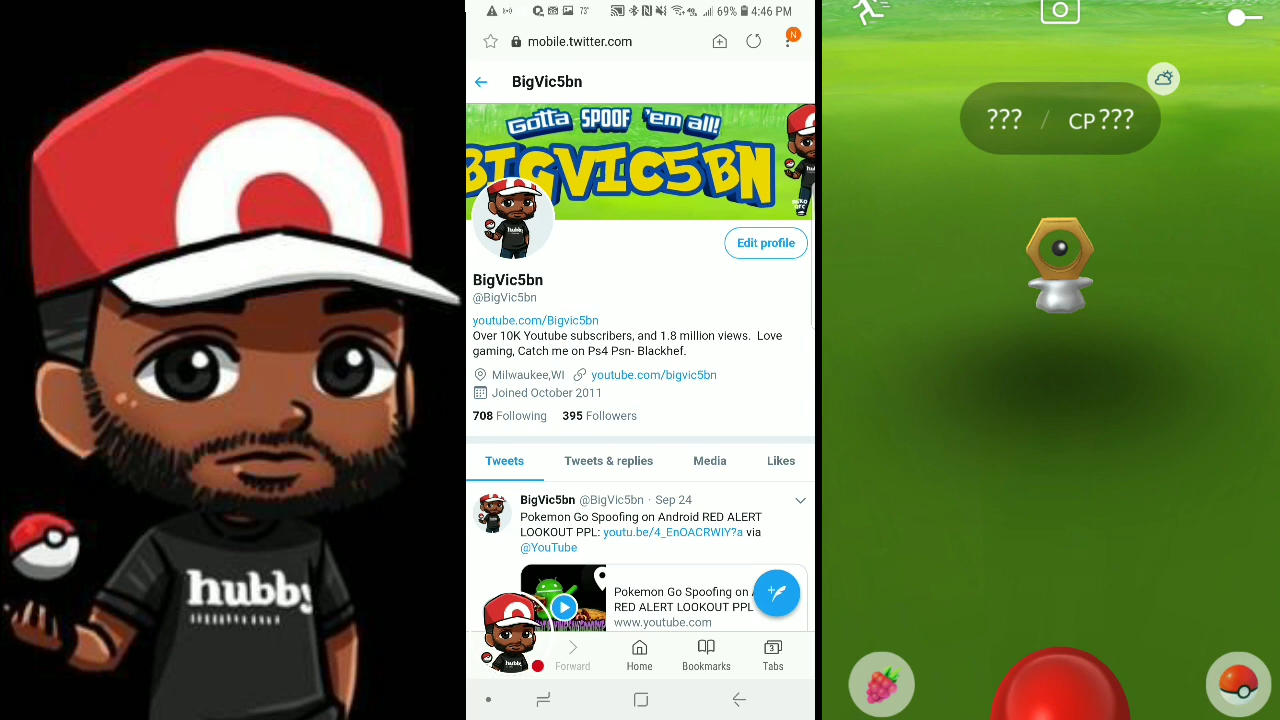 hubby
73°
69% 4:46 PM
mobile.twitter.com
N
BigVic5bn
Gotta SPOOF 'em all!
BIGVIC5BN
hubb
Edit profile
BigVic5bn
@BigVic5bn
youtube.com/Bigvic5bn
Over 10K Youtube subscribers, and 1.8 million views. Love
gaming, Catch me on Ps4 Psn- Blackhef.
Milwaukee,WI youtube.com/bigvic5bn
Joined October 2011
708 Following 395 Followers
Tweets Tweets & replies Media Likes
BigVic5bn @BigVic5bn · Sep 24
Pokemon Go Spoofing on Android RED ALERT
LOOKOUT PPL: youtu.be/4_EnOACRWIY?a via
@YouTube
Pokemon Go Spoofing on
RED ALERT LOOKOUT PPL
www.youtube.com
Forward Home Bookmarks Tabs
3
??? / CP???